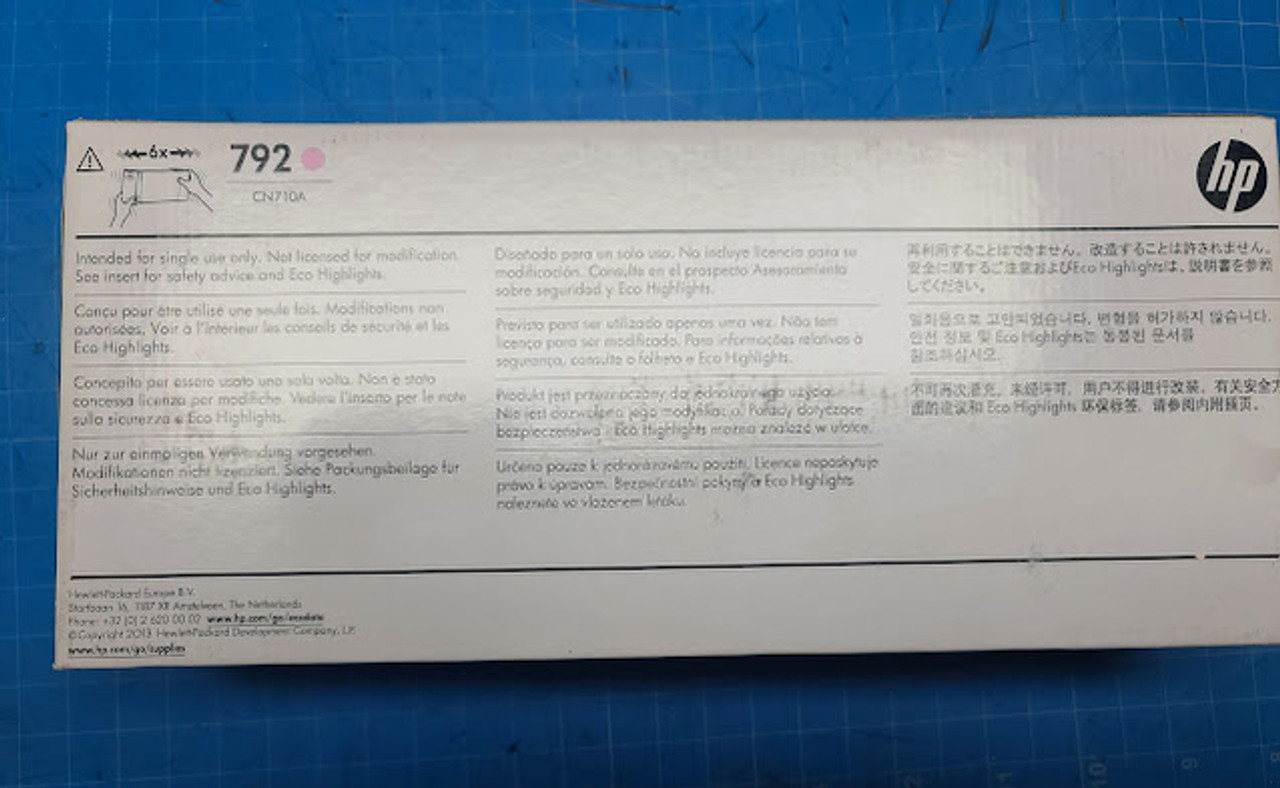 6x
792
CN710A
hp
Intended for single use only. Not licensed for modification.
See insert for safety advice and Eco Highlights.
Conçu pour être utilisé une seule fois. Modifications non
autorisées. Voir à l'intérieur les conseils de sécurité et les
Eco Highlights.
Concepito per essere usato una sola volta. Non è stata
concessa licenza per modifiche. Vedere l'inserto per le note
sulla sicurezza e Eco Highlights.
Nur zur einmaligen Verwendung vorgesehen.
Modifikationen nicht lizenziert. Siehe Packungsbeilage für
Sicherheitshinweise und Eco Highlights.
Diseñado para un solo uso. No incluye licencia para su
modificación. Consulte en el prospecto Asesoramiento
sobre seguridad y Eco Highlights.
Previsto para ser utilizado apenas uma vez. Não tem
licença para ser modificado. Para informações relativas à
segurança, consulte o folheto e Eco Highlights.
Produkt jest przeznaczony do jednokrotnego użycia.
Nie jest dozwolona jego modyfikacja. Porady dotyczące
bezpieczeństwa i Eco Highlights można znaleźć w ulotce.
Určeno pouze k jednorázovému použití. Licence neposkytuje
právo k úpravám. Bezpečnostní pokyny a Eco Highlights
naleznete ve vloženém letáku.
再利用することはできません。改造することは許されません。
安全に関するご注意およびEco Highlightsは、説明書を参照
してください。
일회용으로 고안되었습니다. 변형을 허가하지 않습니다.
안전 정보 및 Eco Highlights는 동봉된 문서를
참조하십시오.
不可再次填充。未经许可，用户不得进行改装。有关安全方
面的建议和 Eco Highlights 环保标签，请参阅内附插页。
Hewlett-Packard Europe B.V.
Startbaan 16, 1187 XR Amstelveen, The Netherlands
Phone: +32 (0) 2 620 00 02 www.hp.com/go/ensdata
© Copyright 2013 Hewlett-Packard Development Company, L.P.
www.hp.com/go/supplies
10
9